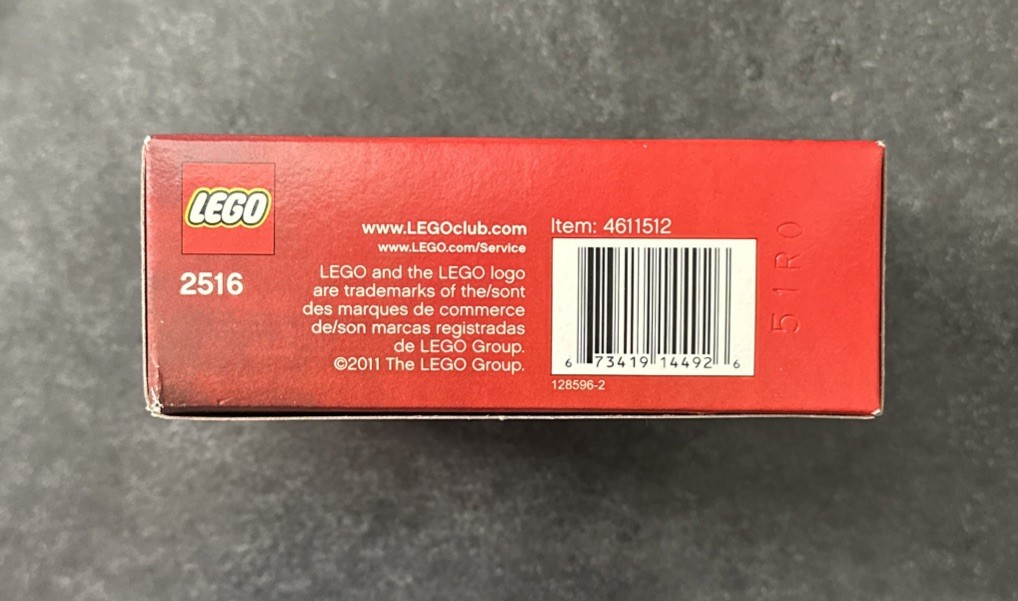 LEGO
2516
www.LEGOclub.com
www.LEGO.com/Service
LEGO and the LEGO logo
are trademarks of the/sont
des marques de commerce
de/son marcas registradas
de LEGO Group.
©2011 The LEGO Group.
Item: 4611512
6 73419 14492 6
128596-2
51R0